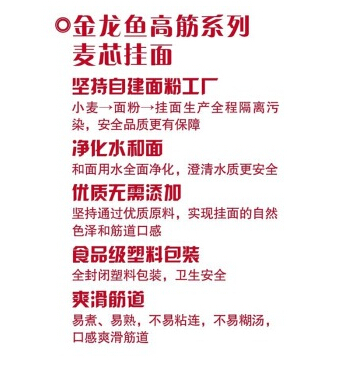 金龙鱼高筋系列
麦芯挂面
坚持自建面粉工厂
小麦→面粉→挂面生产全程隔离污
染，安全品质更有保障
净化水和面
和面用水全面净化，澄清水质更安全
优质无需添加
坚持通过优质原料，实现挂面的自然
色泽和筋道口感
食品级塑料包装
全封闭塑料包装，卫生安全
爽滑筋道
易煮、易熟，不易粘连，不易糊汤，
口感爽滑筋道